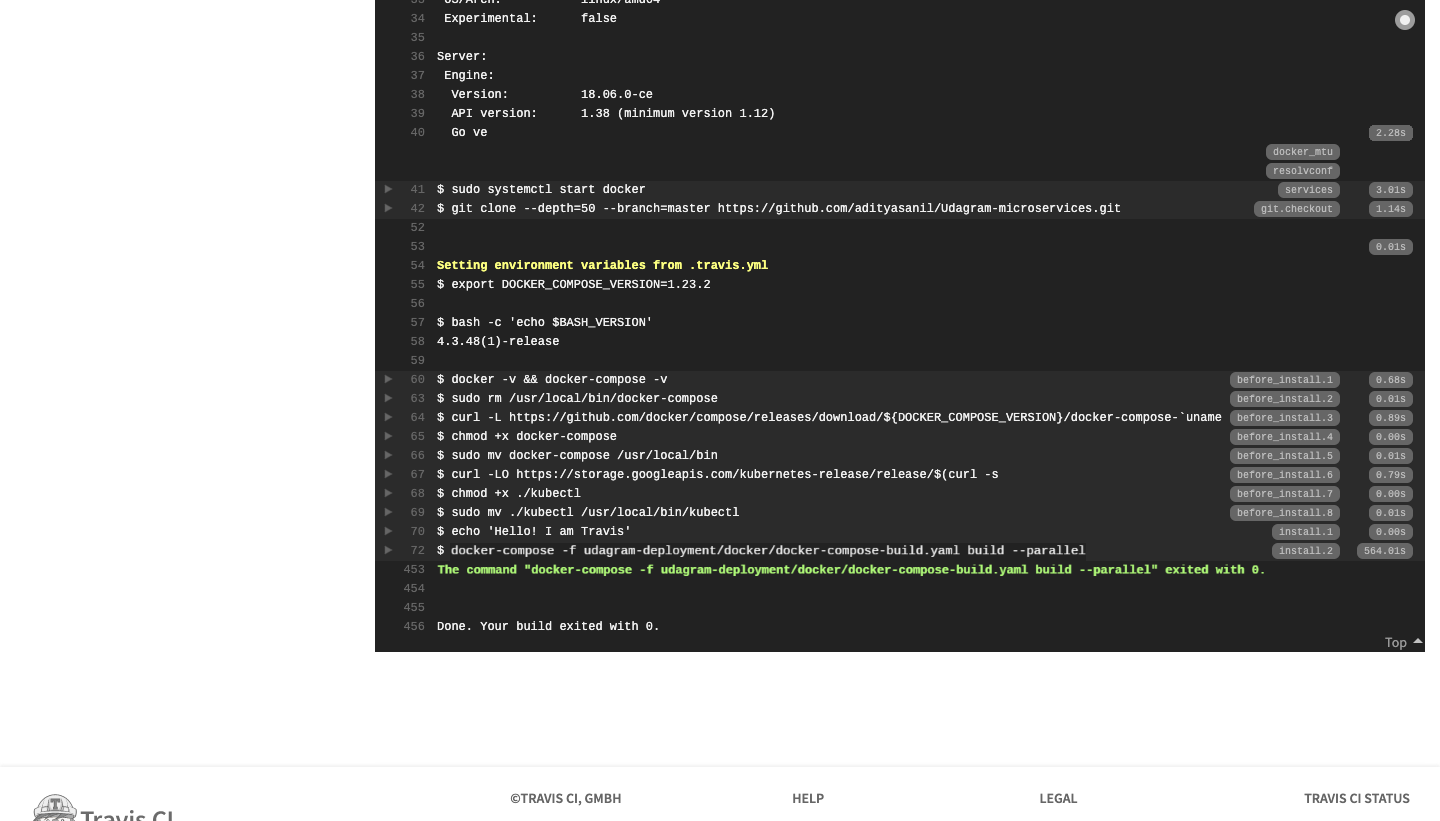 34 Experimental: false
35
36 Server:
37 Engine:
38 Version: 18.06.0-ce
39 API version: 1.38 (minimum version 1.12)
40 Go ve 2.28s
docker_mtu
resolvconf
41 $ sudo systemctl start docker services 3.01s
42 $ git clone --depth=50 --branch=master https://github.com/adityasanil/Udagram-microservices.git git.checkout 1.14s
52
53 0.01s
54 Setting environment variables from .travis.yml
55 $ export DOCKER_COMPOSE_VERSION=1.23.2
56
57 $ bash -c 'echo $BASH_VERSION'
58 4.3.48(1)-release
59
60 $ docker -v && docker-compose -v before_install.1 0.68s
63 $ sudo rm /usr/local/bin/docker-compose before_install.2 0.01s
64 $ curl -L https://github.com/docker/compose/releases/download/${DOCKER_COMPOSE_VERSION}/docker-compose-`uname before_install.3 0.89s
65 $ chmod +x docker-compose before_install.4 0.00s
66 $ sudo mv docker-compose /usr/local/bin before_install.5 0.01s
67 $ curl -LO https://storage.googleapis.com/kubernetes-release/release/$(curl -s before_install.6 0.79s
68 $ chmod +x ./kubectl before_install.7 0.00s
69 $ sudo mv ./kubectl /usr/local/bin/kubectl before_install.8 0.01s
70 $ echo 'Hello! I am Travis' install.1 0.00s
72 $ docker-compose -f udagram-deployment/docker/docker-compose-build.yaml build --parallel install.2 564.01s
453 The command "docker-compose -f udagram-deployment/docker/docker-compose-build.yaml build --parallel" exited with 0.
454
455
456 Done. Your build exited with 0.
Top
©TRAVIS CI, GMBH HELP LEGAL TRAVIS CI STATUS
Travis CI